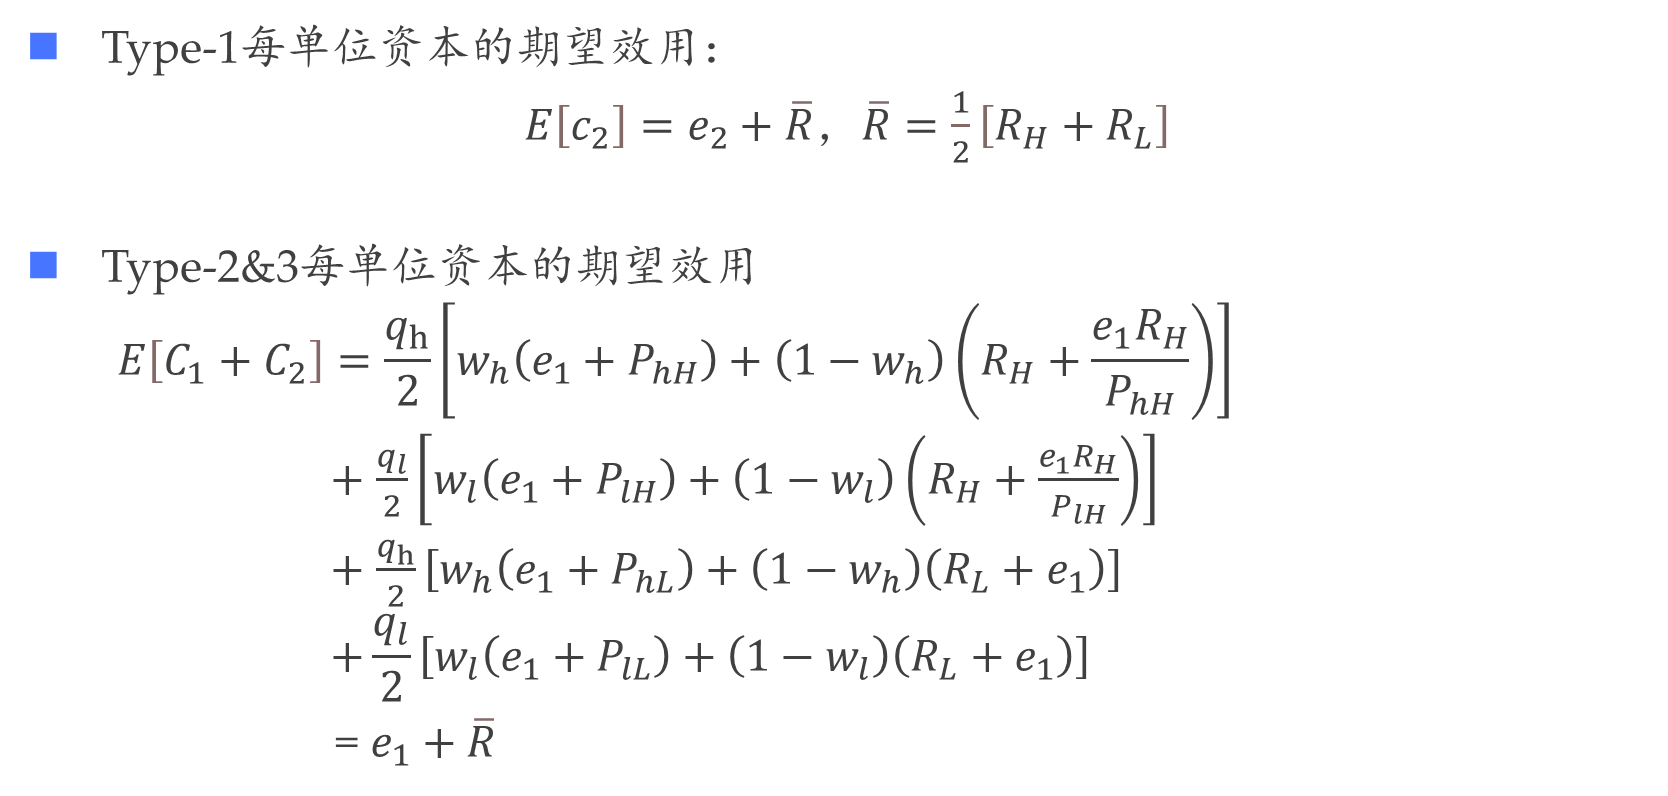 Type-1每单位资本的期望效用：
E[c₂] = e₂ + R̄，R̄ = 1/2 [R_H + R_L]
Type-2&3每单位资本的期望效用
E[C₁ + C₂] = q_h/2 [w_h(e₁ + P_hH) + (1 − w_h)(R_H + e₁R_H/P_hH)]
+ q_l/2 [w_l(e₁ + P_lH) + (1 − w_l)(R_H + e₁R_H/P_lH)]
+ q_h/2 [w_h(e₁ + P_hL) + (1 − w_h)(R_L + e₁)]
+ q_l/2 [w_l(e₁ + P_lL) + (1 − w_l)(R_L + e₁)]
= e₁ + R̄